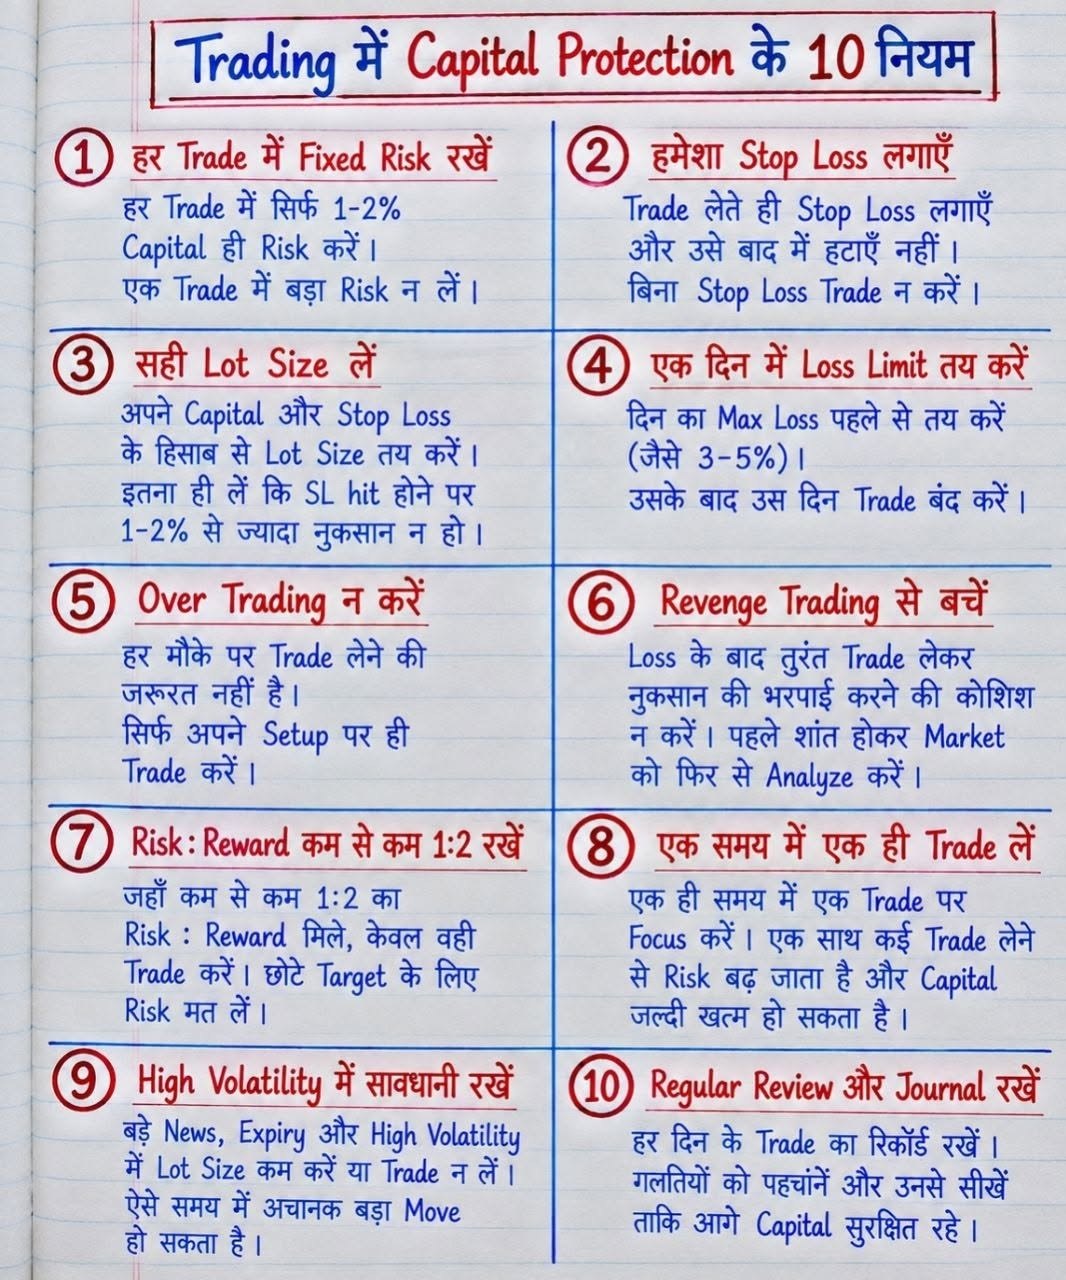 Trading में Capital Protection के 10 नियम
1 हर Trade में Fixed Risk रखें
हर Trade में सिर्फ 1-2%
Capital ही Risk करें।
एक Trade में बड़ा Risk न लें।
2 हमेशा Stop Loss लगाएँ
Trade लेते ही Stop Loss लगाएँ
और उसे बाद में हटाएँ नहीं।
बिना Stop Loss Trade न करें।
3 सही Lot Size लें
अपने Capital और Stop Loss
के हिसाब से Lot Size तय करें।
इतना ही लें कि SL hit होने पर
1-2% से ज्यादा नुकसान न हो।
4 एक दिन में Loss Limit तय करें
दिन का Max Loss पहले से तय करें
(जैसे 3-5%)।
उसके बाद उस दिन Trade बंद करें।
5 Over Trading न करें
हर मौके पर Trade लेने की
जरूरत नहीं है।
सिर्फ अपने Setup पर ही
Trade करें।
6 Revenge Trading से बचें
Loss के बाद तुरंत Trade लेकर
नुकसान की भरपाई करने की कोशिश
न करें। पहले शांत होकर Market
को फिर से Analyze करें।
7 Risk : Reward कम से कम 1:2 रखें
जहाँ कम से कम 1:2 का
Risk : Reward मिले, केवल वही
Trade करें। छोटे Target के लिए
Risk मत लें।
8 एक समय में एक ही Trade लें
एक ही समय में एक Trade पर
Focus करें। एक साथ कई Trade लेने
से Risk बढ़ जाता है और Capital
जल्दी खत्म हो सकता है।
9 High Volatility में सावधानी रखें
बड़े News, Expiry और High Volatility
में Lot Size कम करें या Trade न लें।
ऐसे समय में अचानक बड़ा Move
हो सकता है।
10 Regular Review और Journal रखें
हर दिन के Trade का रिकॉर्ड रखें।
गलतियों को पहचानें और उनसे सीखें
ताकि आगे Capital सुरक्षित रहे।